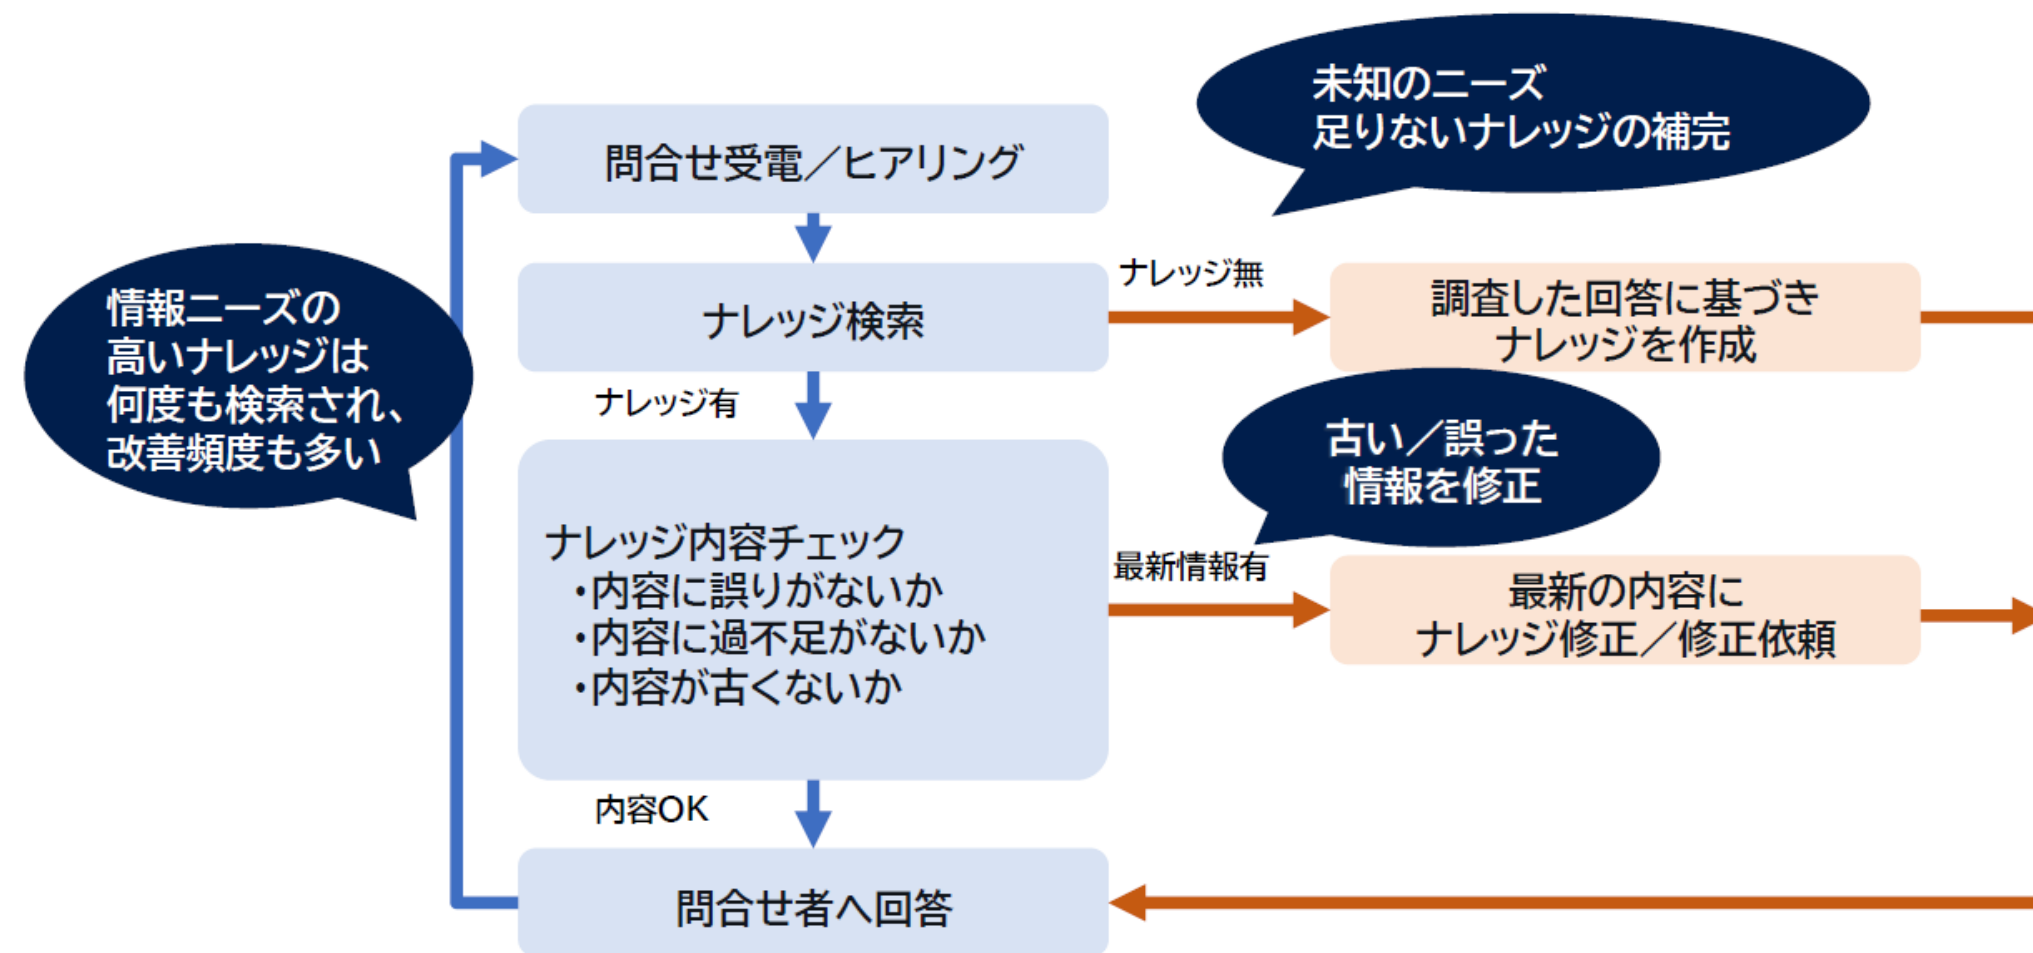 未知のニーズ
足りないナレッジの補完
問合せ受電／ヒアリング
情報ニーズの
高いナレッジは
何度も検索され、
改善頻度も多い
ナレッジ検索
ナレッジ無
調査した回答に基づき
ナレッジを作成
ナレッジ有
古い／誤った
情報を修正
ナレッジ内容チェック
・内容に誤りがないか
・内容に過不足がないか
・内容が古くないか
最新情報有
最新の内容に
ナレッジ修正／修正依頼
内容OK
問合せ者へ回答